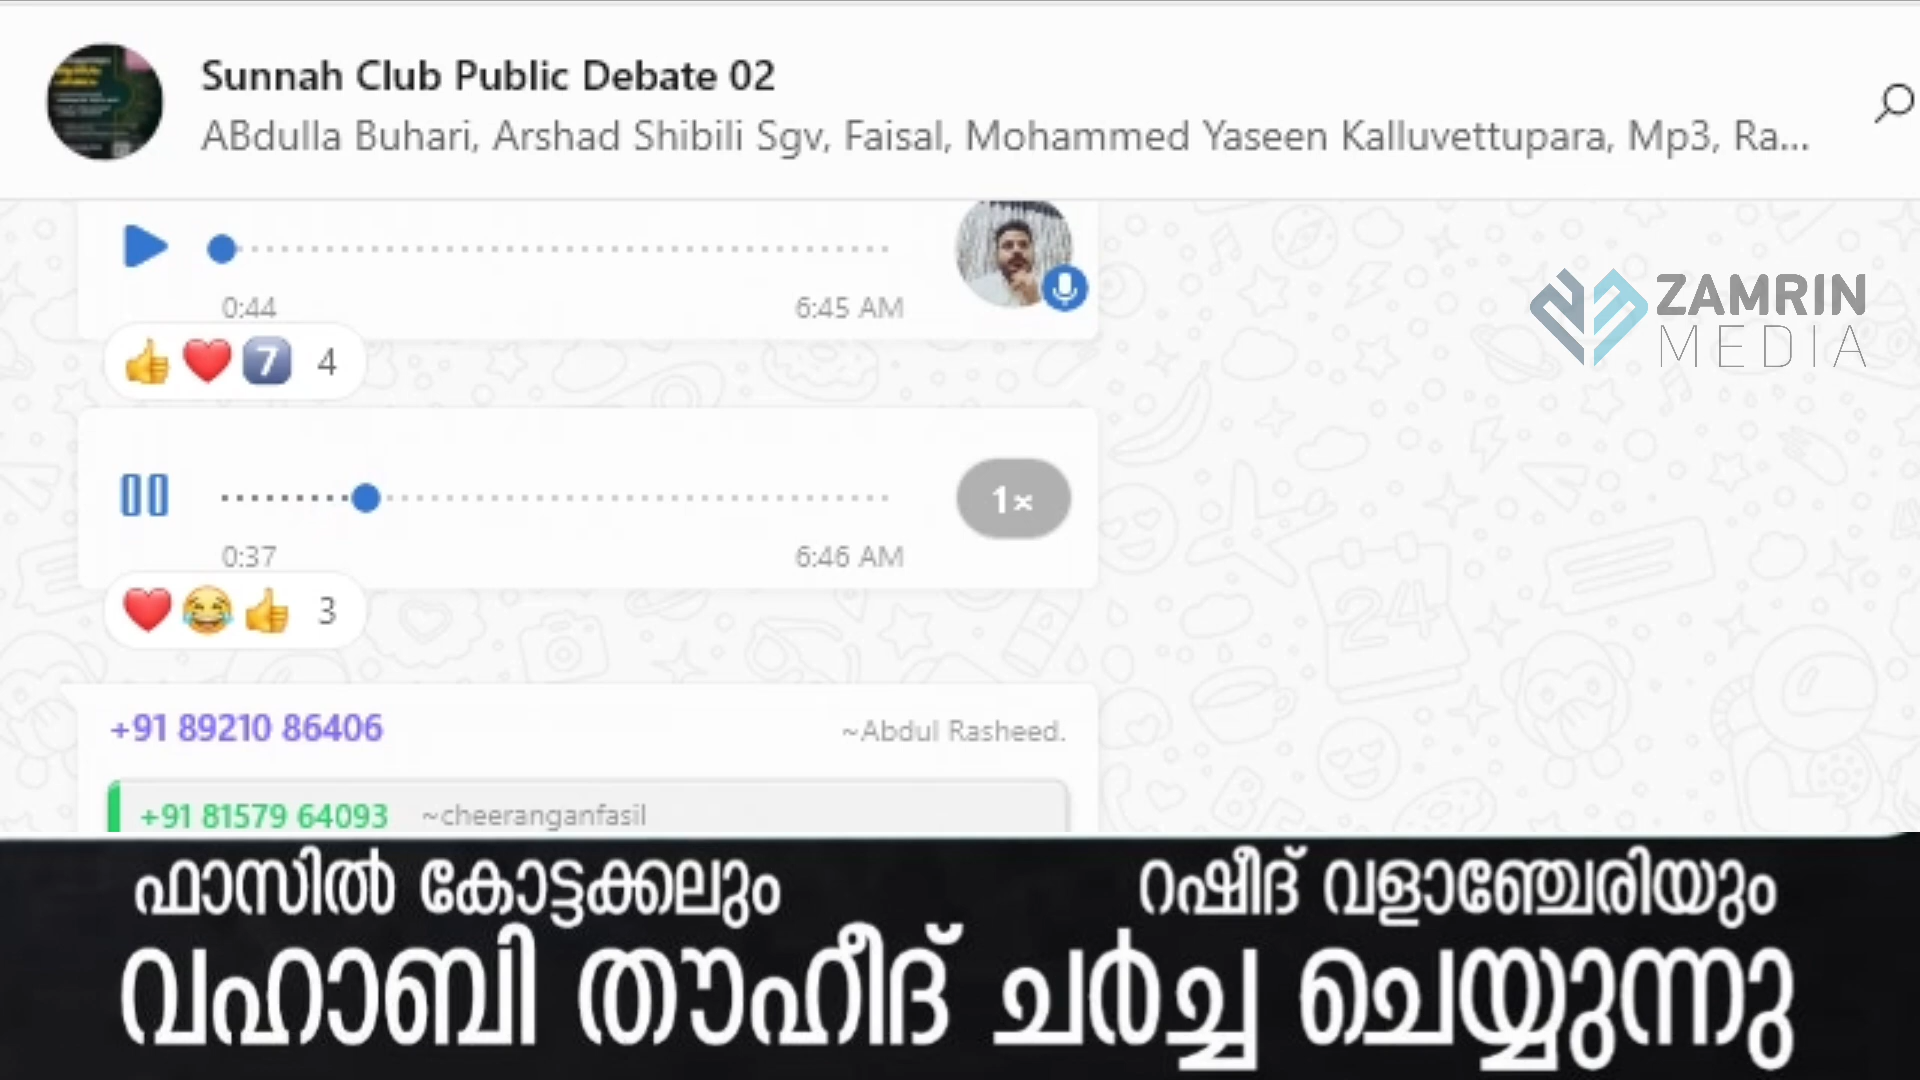 Sunnah Club Public Debate 02
ABdulla Buhari, Arshad Shibili Sgv, Faisal, Mohammed Yaseen Kalluvettupara, Mp3, Ra...
0:44 6:45 AM
ZAMRIN
MEDIA
👍❤️7️⃣ 4
1×
0:37 6:46 AM
❤️😂👍 3
+91 89210 86406 ~Abdul Rasheed.
+91 81579 64093 ~cheeranganfasil
ഫാസിൽ കോട്ടക്കലും റഷീദ് വളാഞ്ചേരിയും
വഹാബി തൗഹീദ് ചർച്ച ചെയ്യുന്നു